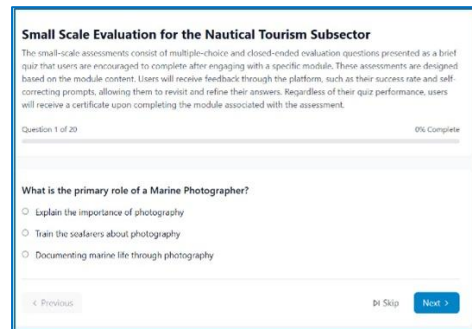 Small Scale Evaluation for the Nautical Tourism Subsector
The small-scale assessments consist of multiple-choice and closed-ended evaluation questions presented as a brief
quiz that users are encouraged to complete after engaging with a specific module. These assessments are designed
based on the module content. Users will receive feedback through the platform, such as their success rate and self-
correcting prompts, allowing them to revisit and refine their answers. Regardless of their quiz performance, users
will receive a certificate upon completing the module associated with the assessment.
Question 1 of 20 0% Complete
What is the primary role of a Marine Photographer?
Explain the importance of photography
Train the seafarers about photography
Documenting marine life through photography
< Previous Skip Next >